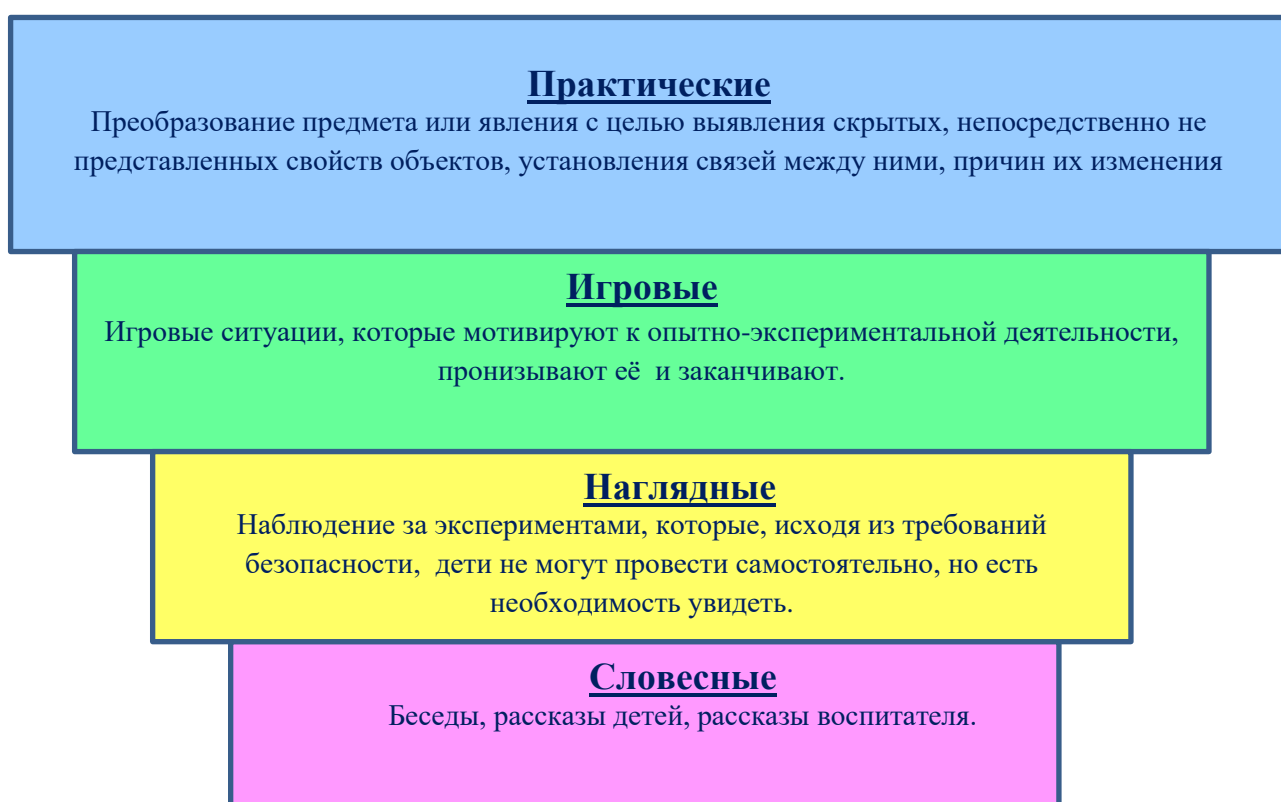 Практические
Преобразование предмета или явления с целью выявления скрытых, непосредственно не
представленных свойств объектов, установления связей между ними, причин их изменения
Игровые
Игровые ситуации, которые мотивируют к опытно-экспериментальной деятельности,
пронизывают её и заканчивают.
Наглядные
Наблюдение за экспериментами, которые, исходя из требований
безопасности, дети не могут провести самостоятельно, но есть
необходимость увидеть.
Словесные
Беседы, рассказы детей, рассказы воспитателя.